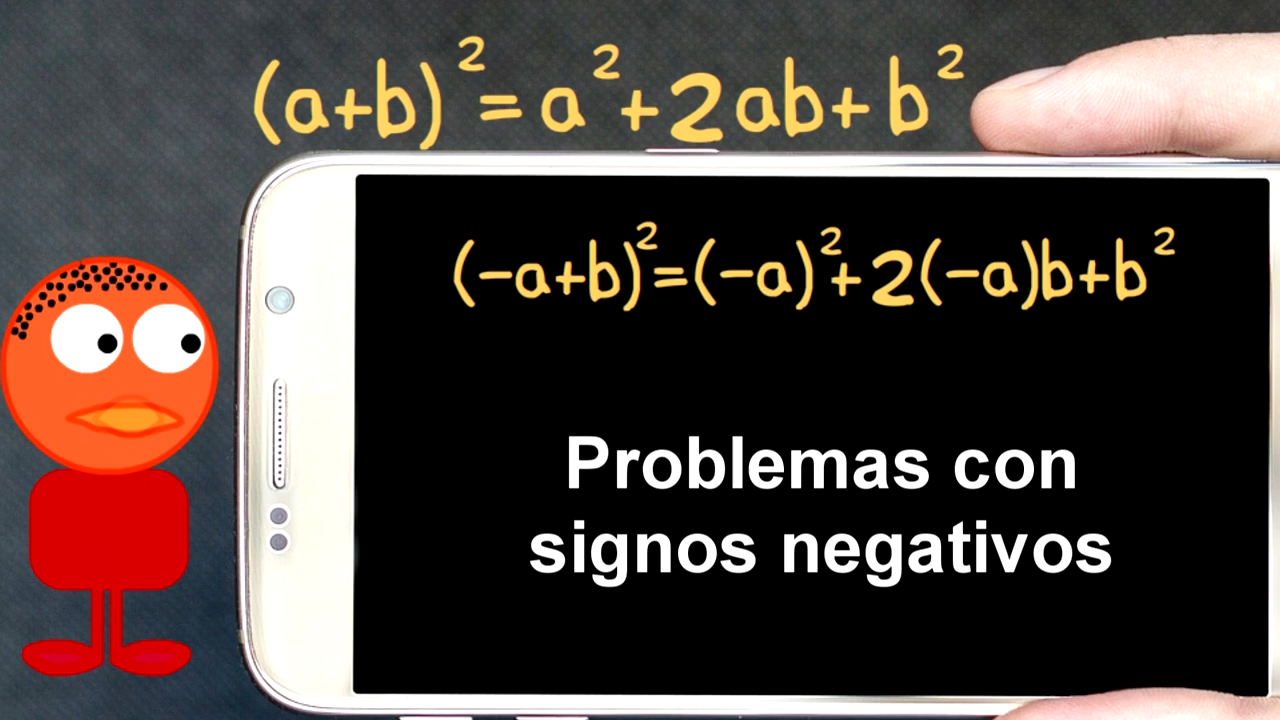 (a+b)²=a²+2ab+b²
(-a+b)²=(-a)²+2(-a)b+b²
Problemas con
signos negativos